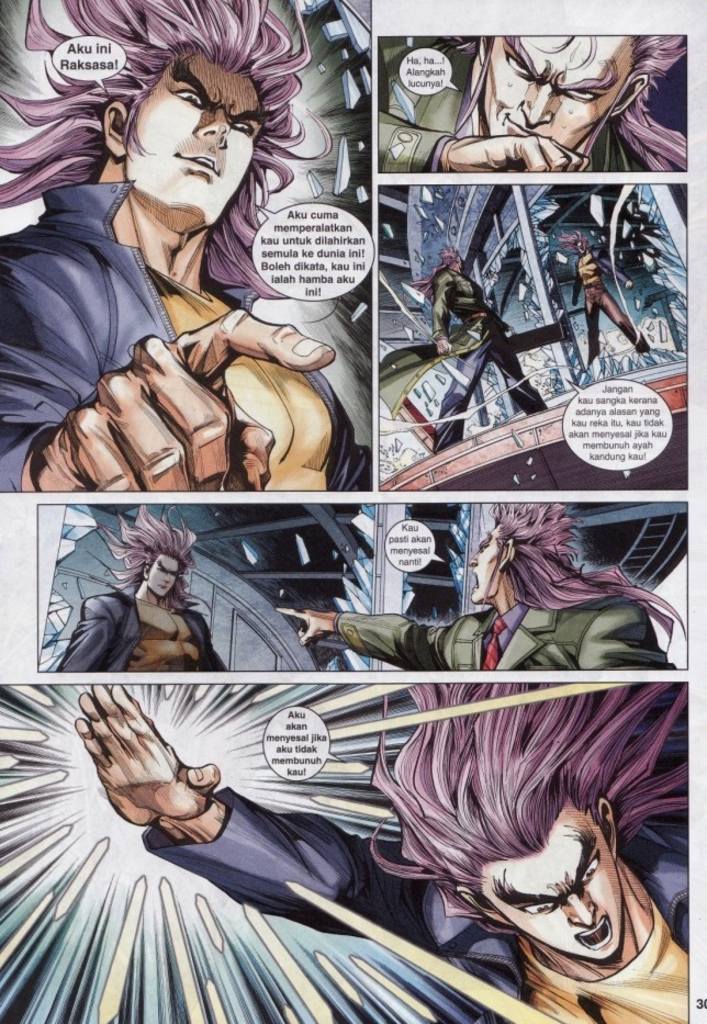 Aku ini
Raksasa!
Aku cuma
memperalatkan
kau untuk dilahirkan
semula ke dunia ini!
Boleh dikata, kau ini
ialah hamba aku
ini!
Ha, ha...!
Alangkah
lucunya!
Jangan
kau sangka kerana
adanya alasan yang
kau reka itu, kau tidak
akan menyesal jika kau
membunuh ayah
kandung kau!
Kau
pasti akan
menyesal
nanti!
Aku
akan
menyesal jika
aku tidak
membunuh
kau!
30